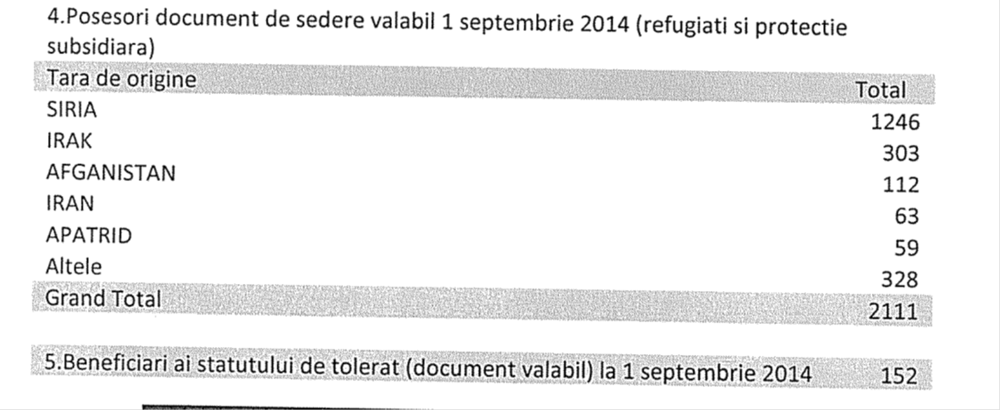 4.Posesori document de sedere valabil 1 septembrie 2014 (refugiati si protectie
subsidiara)
Tara de origine Total
SIRIA 1246
IRAK 303
AFGANISTAN 112
IRAN 63
APATRID 59
Altele 328
Grand Total 2111
5.Beneficiari ai statutului de tolerat (document valabil) la 1 septembrie 2014 152